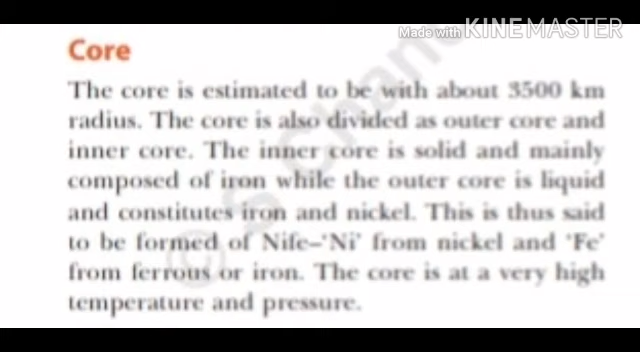 Made with KINEMASTER
Core
The core is estimated to be with about 3500 km
radius. The core is also divided as outer core and
inner core. The inner core is solid and mainly
composed of iron while the outer core is liquid
and constitutes iron and nickel. This is thus said
to be formed of Nife–'Ni' from nickel and 'Fe'
from ferrous or iron. The core is at a very high
temperature and pressure.
© S Chand